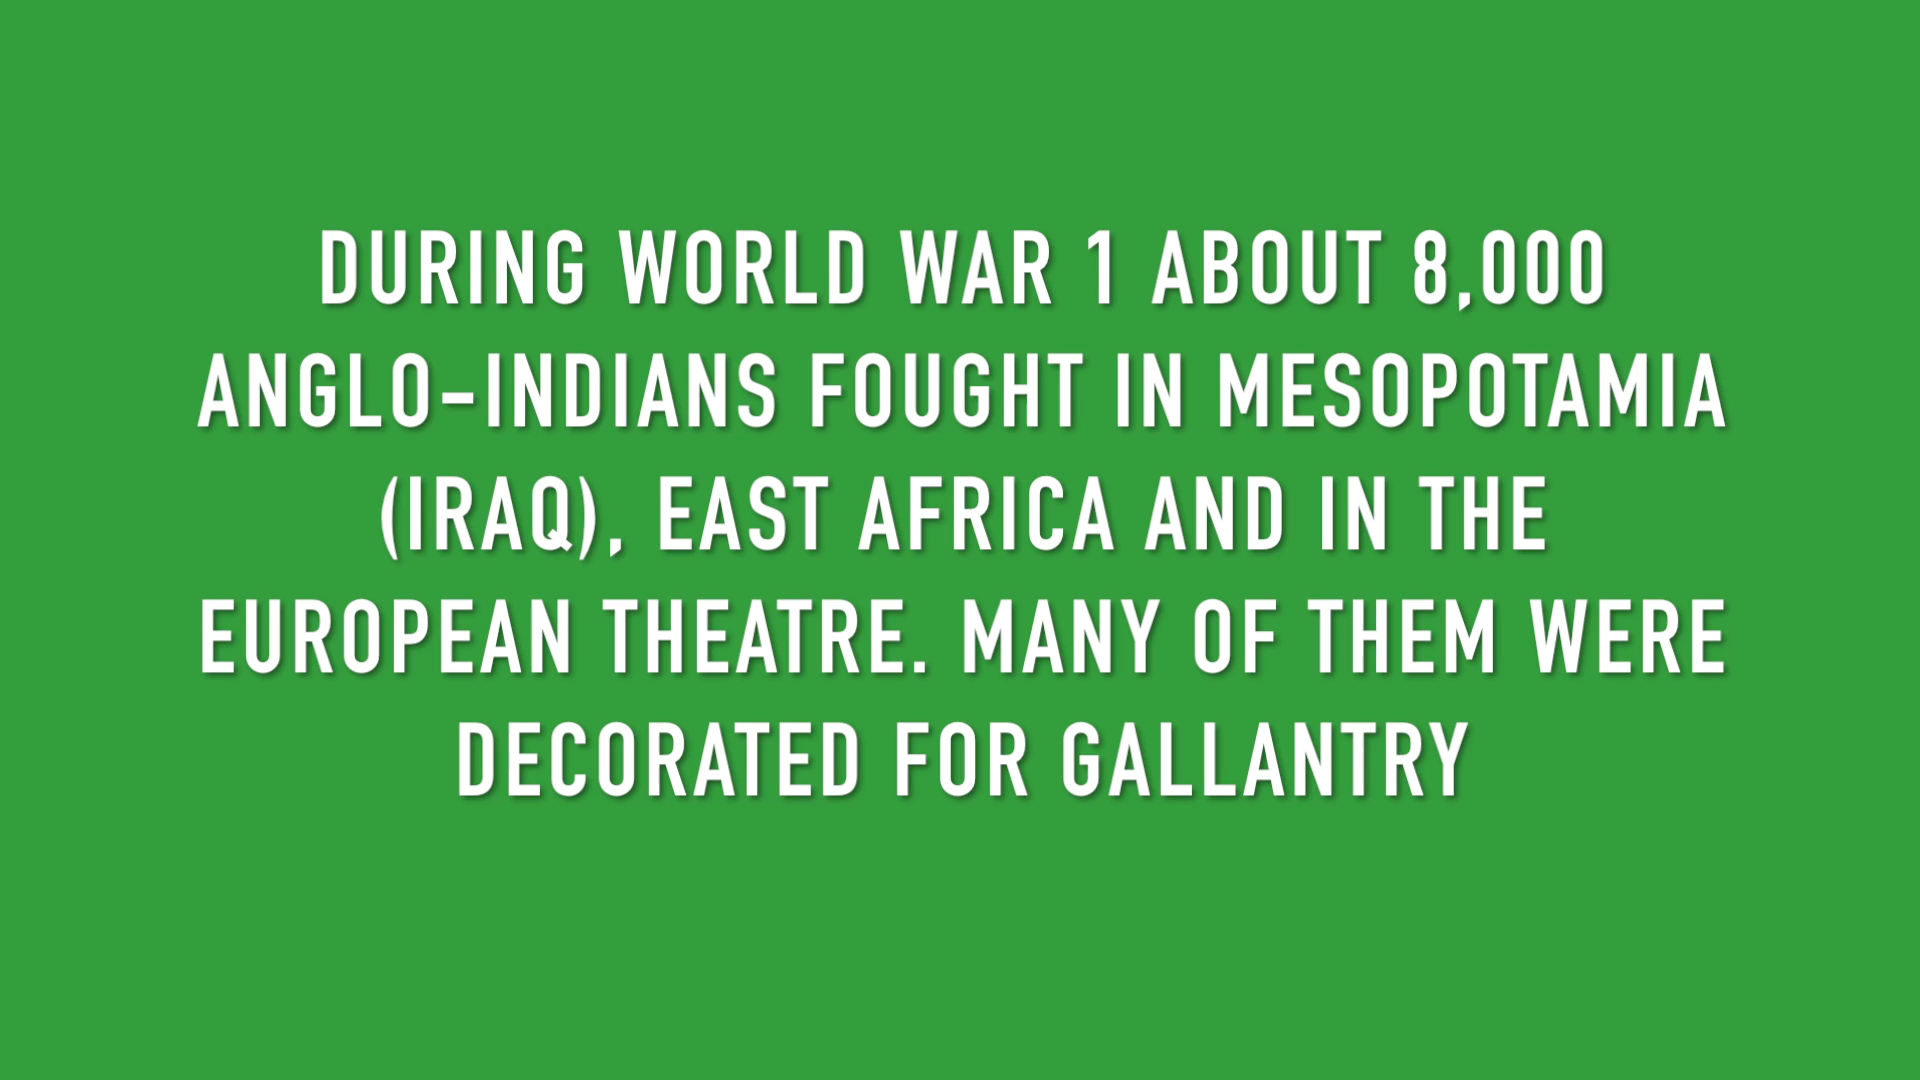 DURING WORLD WAR 1 ABOUT 8,000
ANGLO-INDIANS FOUGHT IN MESOPOTAMIA
(IRAQ), EAST AFRICA AND IN THE
EUROPEAN THEATRE. MANY OF THEM WERE
DECORATED FOR GALLANTRY